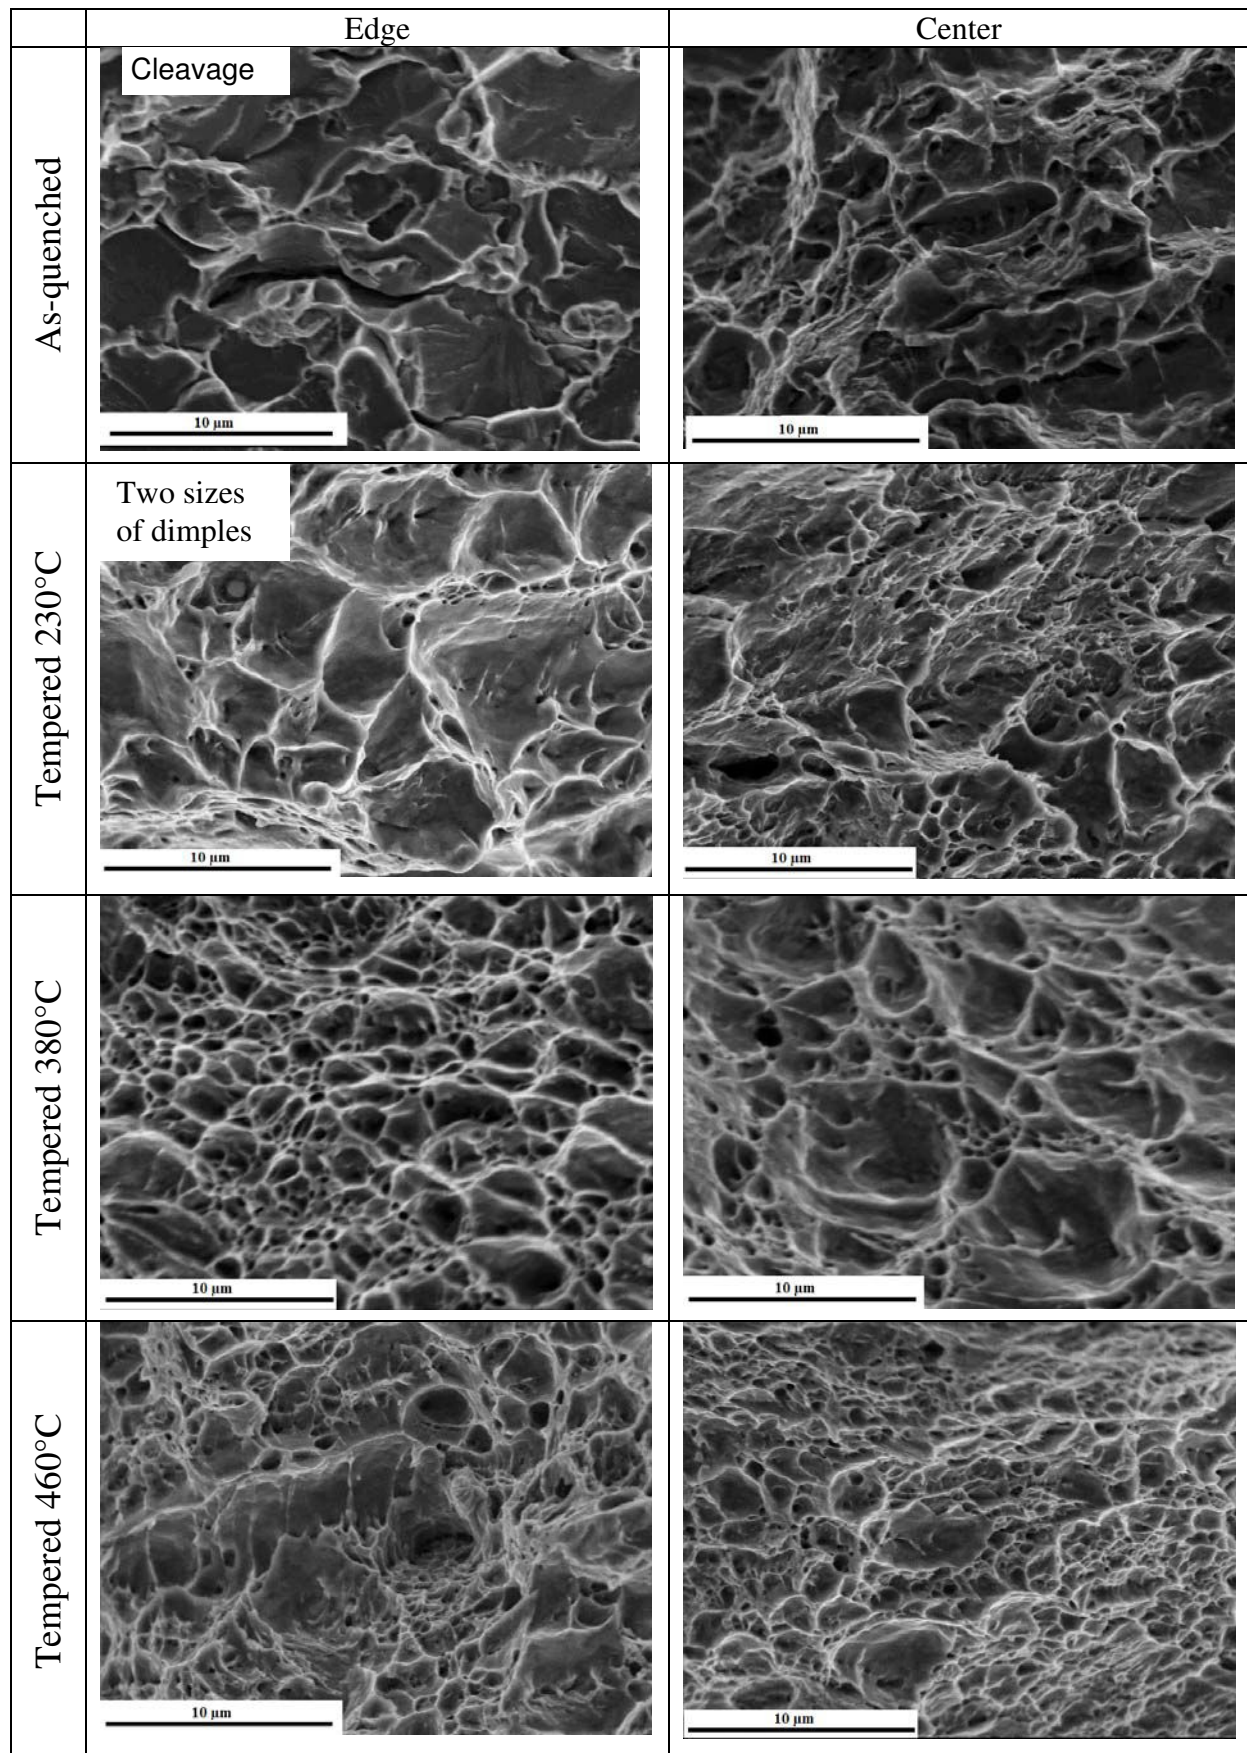 Edge
Center
As-quenched
Cleavage
10 µm
10 µm
Tempered 230°C
Two sizes
of dimples
10 µm
10 µm
Tempered 380°C
10 µm
10 µm
Tempered 460°C
10 µm
10 µm